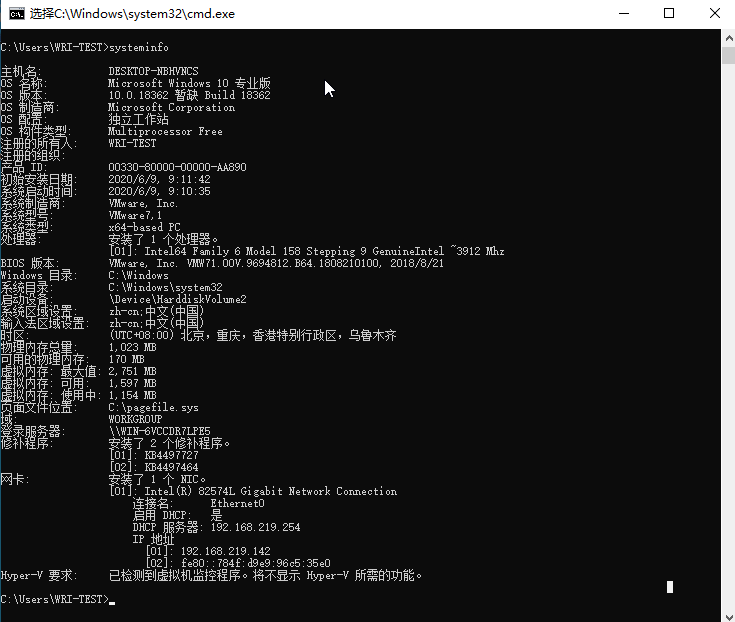 选择C:\Windows\system32\cmd.exe
C:\Users\WRI-TEST>systeminfo
主机名: DESKTOP-NBHVNCS
OS 名称: Microsoft Windows 10 专业版
OS 版本: 10.0.18362 暂缺 Build 18362
OS 制造商: Microsoft Corporation
OS 配置: 独立工作站
OS 构件类型: Multiprocessor Free
注册的所有人: WRI-TEST
注册的组织:
产品 ID: 00330-80000-00000-AA890
初始安装日期: 2020/6/9, 9:11:42
系统启动时间: 2020/6/9, 9:10:35
系统制造商: VMware, Inc.
系统型号: VMware7,1
系统类型: x64-based PC
处理器: 安装了 1 个处理器。
[01]: Intel64 Family 6 Model 158 Stepping 9 GenuineIntel ~3912 Mhz
BIOS 版本: VMware, Inc. VMW71.00V.9694812.B64.1808210100, 2018/8/21
Windows 目录: C:\Windows
系统目录: C:\Windows\system32
启动设备: \Device\HarddiskVolume2
系统区域设置: zh-cn;中文(中国)
输入法区域设置: zh-cn;中文(中国)
时区: (UTC+08:00) 北京，重庆，香港特别行政区，乌鲁木齐
物理内存总量: 1,023 MB
可用的物理内存: 170 MB
虚拟内存: 最大值: 2,751 MB
虚拟内存: 可用: 1,597 MB
虚拟内存: 使用中: 1,154 MB
页面文件位置: C:\pagefile.sys
域: WORKGROUP
登录服务器: \\WIN-6VCCDR7LPE5
修补程序: 安装了 2 个修补程序。
[01]: KB4497727
[02]: KB4497464
网卡: 安装了 1 个 NIC。
[01]: Intel(R) 82574L Gigabit Network Connection
连接名: Ethernet0
启用 DHCP: 是
DHCP 服务器: 192.168.219.254
IP 地址
[01]: 192.168.219.142
[02]: fe80::784f:d9e9:96c5:35e0
Hyper-V 要求: 已检测到虚拟机监控程序。将不显示 Hyper-V 所需的功能。
C:\Users\WRI-TEST>